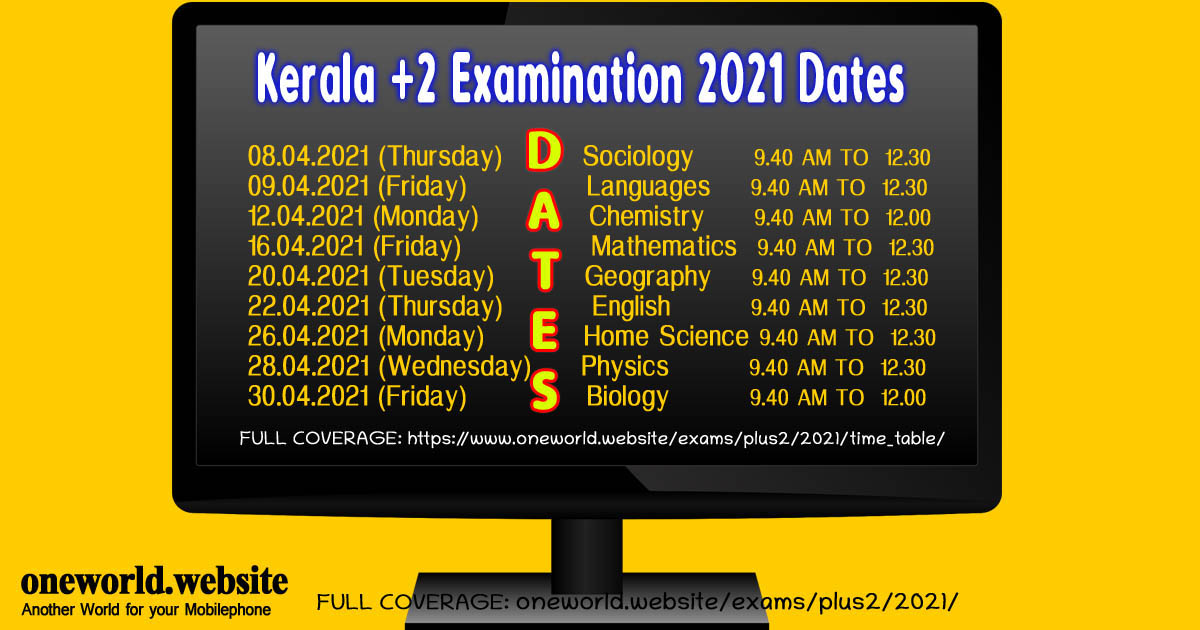 Kerala +2 Examination 2021 Dates
DATES
08.04.2021 (Thursday) Sociology 9.40 AM TO 12.30
09.04.2021 (Friday) Languages 9.40 AM TO 12.30
12.04.2021 (Monday) Chemistry 9.40 AM TO 12.00
16.04.2021 (Friday) Mathematics 9.40 AM TO 12.30
20.04.2021 (Tuesday) Geography 9.40 AM TO 12.30
22.04.2021 (Thursday) English 9.40 AM TO 12.30
26.04.2021 (Monday) Home Science 9.40 AM TO 12.30
28.04.2021 (Wednesday) Physics 9.40 AM TO 12.30
30.04.2021 (Friday) Biology 9.40 AM TO 12.00
FULL COVERAGE: https://www.oneworld.website/exams/plus2/2021/time_table/
oneworld.website
Another World for your Mobilephone
FULL COVERAGE: oneworld.website/exams/plus2/2021/